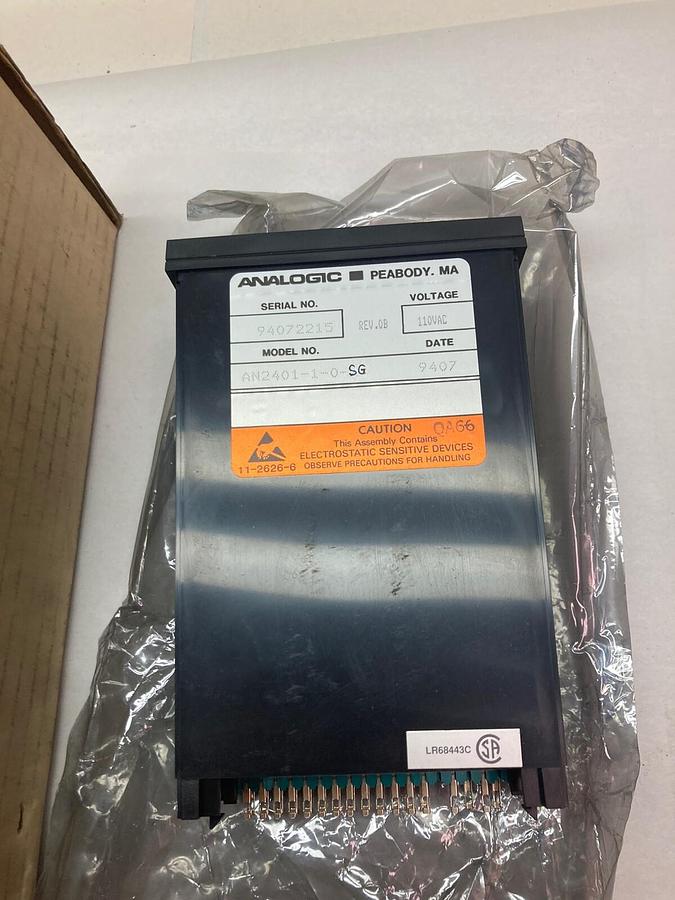 ANALOGIC ■ PEABODY. MA
SERIAL NO. VOLTAGE
94072215 REV.0B 110VAC
MODEL NO. DATE
AN2401-1-0-SG 9407
CAUTION QA66
This Assembly Contains
ELECTROSTATIC SENSITIVE DEVICES
11-2626-6 OBSERVE PRECAUTIONS FOR HANDLING
LR68443C SA